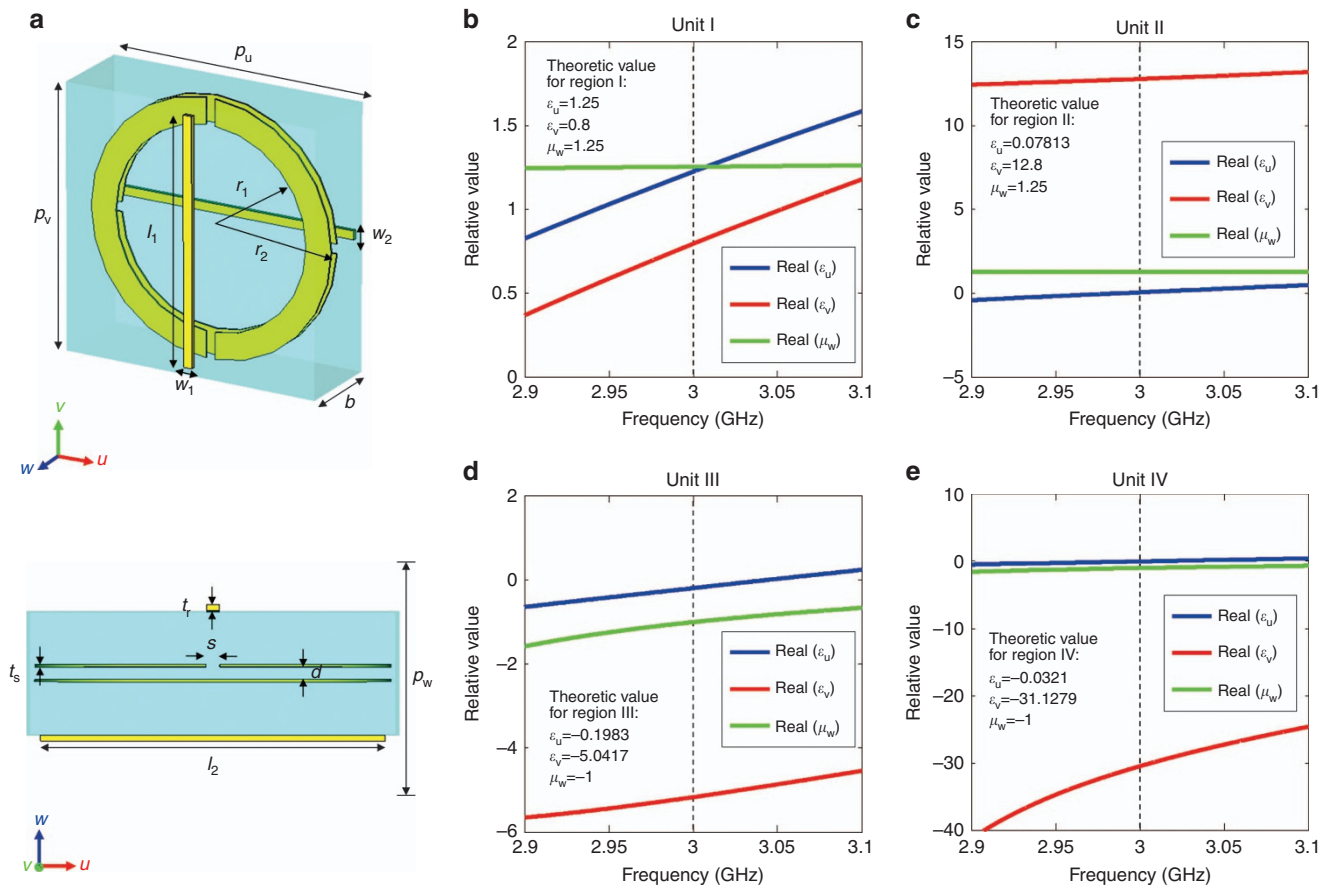 a
p_u
p_v
l_1
r_1
r_2
w_2
w_1
b
v
w
u
t_r
s
t_s
d
p_w
l_2
w
v
u
b
Unit I
2
1.5
1
0.5
0
Relative value
Theoretic value
for region I:
ε_u=1.25
ε_v=0.8
μ_w=1.25
Real (ε_u)
Real (ε_v)
Real (μ_w)
2.9
2.95
3
3.05
3.1
Frequency (GHz)
c
Unit II
15
10
5
0
−5
Relative value
Theoretic value
for region II:
ε_u=0.07813
ε_v=12.8
μ_w=1.25
Real (ε_u)
Real (ε_v)
Real (μ_w)
2.9
2.95
3
3.05
3.1
Frequency (GHz)
d
Unit III
2
0
−2
−4
−6
Relative value
Theoretic value
for region III:
ε_u=−0.1983
ε_v=−5.0417
μ_w=−1
Real (ε_u)
Real (ε_v)
Real (μ_w)
2.9
2.95
3
3.05
3.1
Frequency (GHz)
e
Unit IV
10
0
−10
−20
−30
−40
Relative value
Theoretic value
for region IV:
ε_u=−0.0321
ε_v=−31.1279
μ_w=−1
Real (ε_u)
Real (ε_v)
Real (μ_w)
2.9
2.95
3
3.05
3.1
Frequency (GHz)